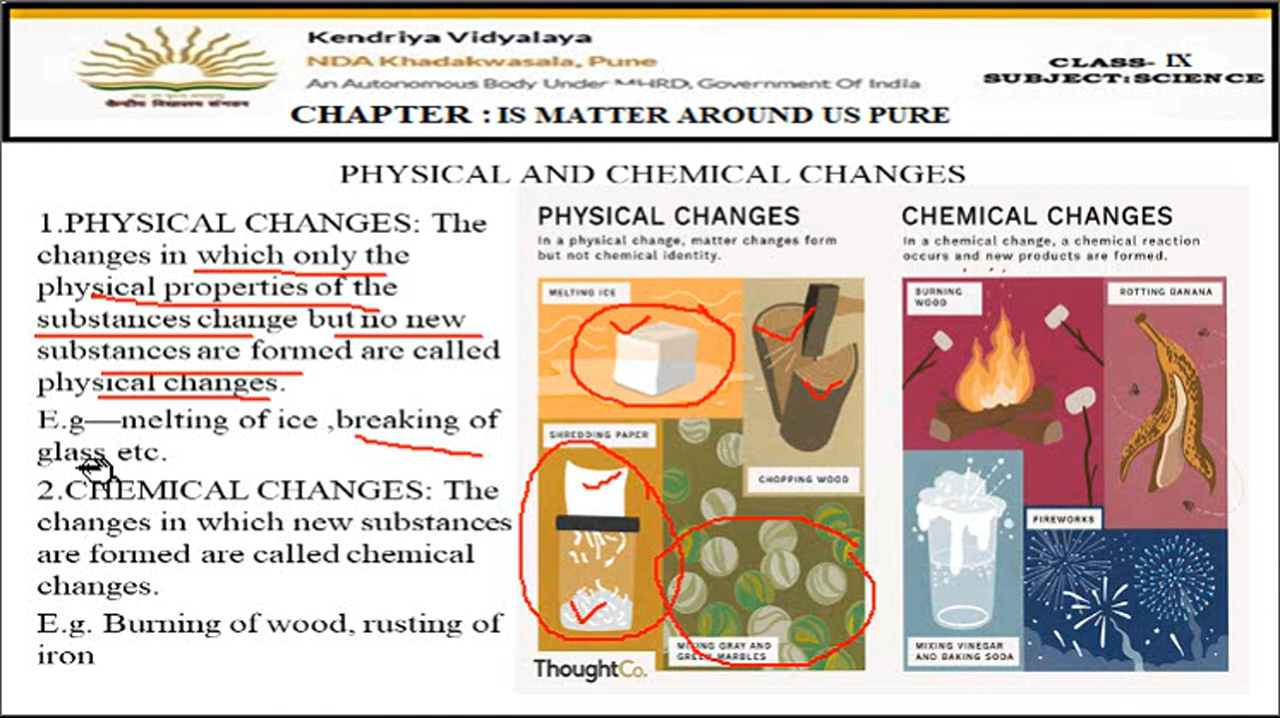 Kendriya Vidyalaya
NDA Khadakwasala, Pune
An Autonomous Body Under MHRD, Government Of India
CLASS- IX
SUBJECT:SCIENCE
केन्द्रीय विद्यालय संगठन
CHAPTER : IS MATTER AROUND US PURE
PHYSICAL AND CHEMICAL CHANGES
1.PHYSICAL CHANGES: The
changes in which only the
physical properties of the
substances change but no new
substances are formed are called
physical changes.
E.g—melting of ice ,breaking of
glass etc.
2.CHEMICAL CHANGES: The
changes in which new substances
are formed are called chemical
changes.
E.g. Burning of wood, rusting of
iron
PHYSICAL CHANGES
In a physical change, matter changes form
but not chemical identity.
MELTING ICE
CHOPPING WOOD
SHREDDING PAPER
MIXING GRAY AND
GREEN MARBLES
ThoughtCo.
CHEMICAL CHANGES
In a chemical change, a chemical reaction
occurs and new products are formed.
BURNING
WOOD
ROTTING BANANA
FIREWORKS
MIXING VINEGAR
AND BAKING SODA